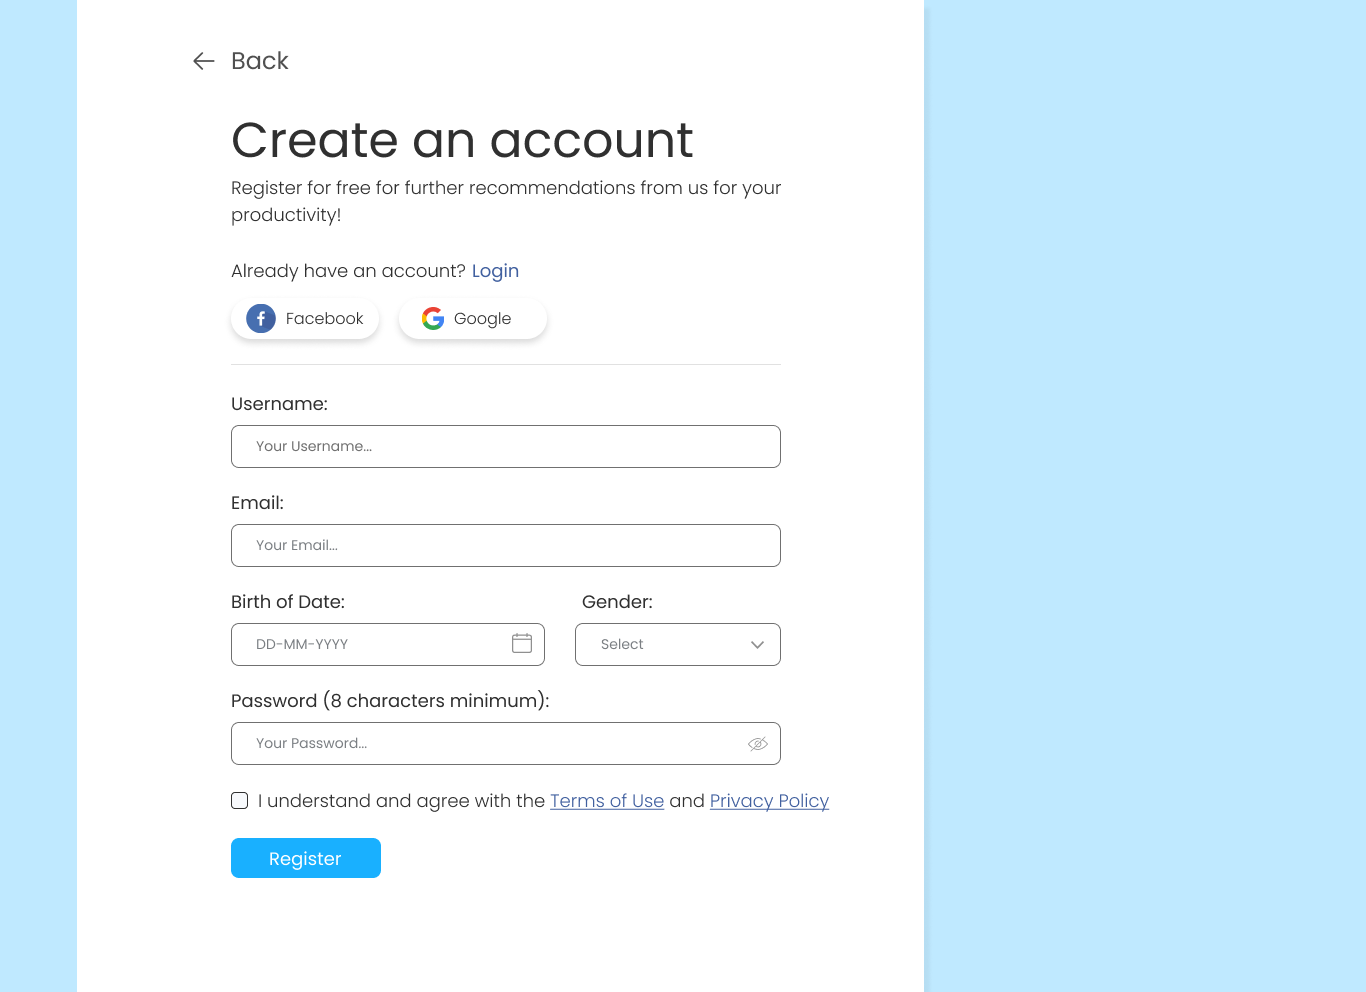 Back
Create an account
Register for free for further recommendations from us for your
productivity!
Already have an account? Login
Facebook
Google
Username:
Your Username...
Email:
Your Email...
Birth of Date:
Gender:
DD-MM-YYYY
Select
Password (8 characters minimum):
Your Password...
I understand and agree with the Terms of Use and Privacy Policy
Register